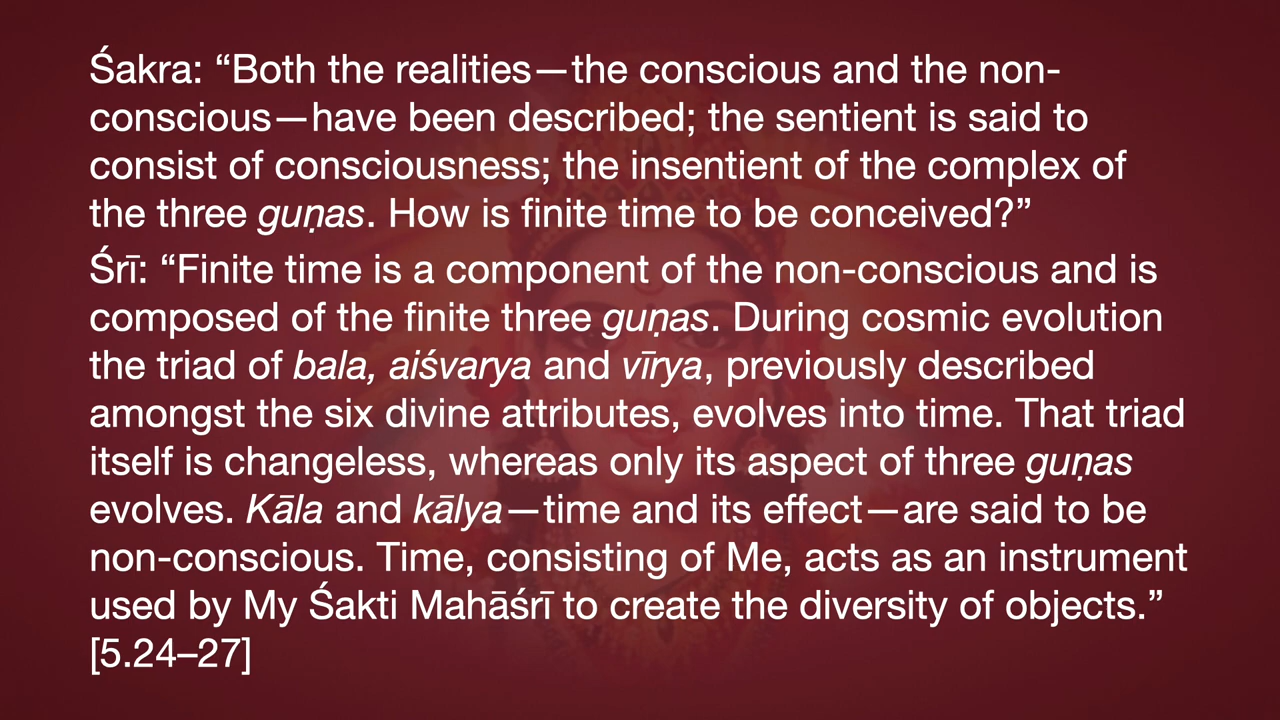 Śakra: “Both the realities—the conscious and the non-
conscious—have been described; the sentient is said to
consist of consciousness; the insentient of the complex of
the three guṇas. How is finite time to be conceived?”
Śrī: “Finite time is a component of the non-conscious and is
composed of the finite three guṇas. During cosmic evolution
the triad of bala, aiśvarya and vīrya, previously described
amongst the six divine attributes, evolves into time. That triad
itself is changeless, whereas only its aspect of three guṇas
evolves. Kāla and kālya—time and its effect—are said to be
non-conscious. Time, consisting of Me, acts as an instrument
used by My Śakti Mahāśrī to create the diversity of objects.”
[5.24–27]